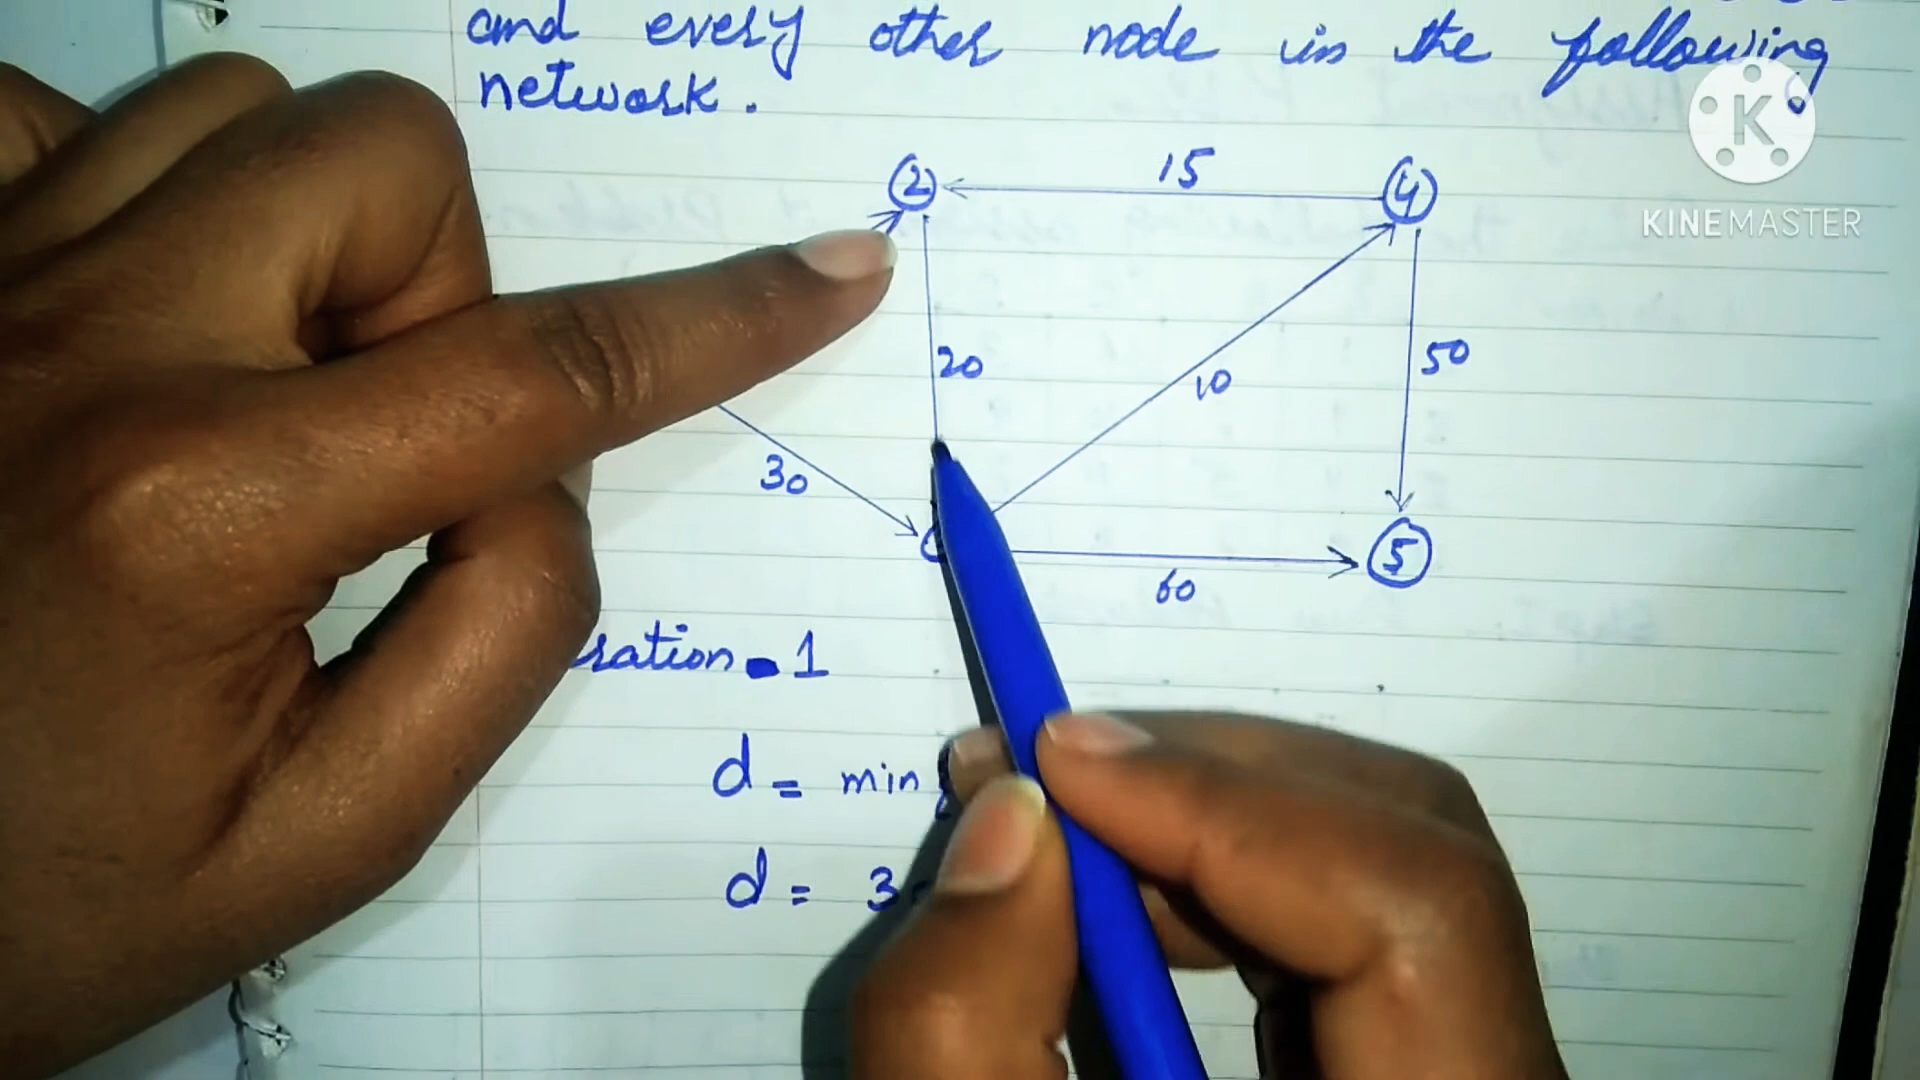 and every other node in the following
network.
K
KINEMASTER
2
15
4
20
10
50
30
5
60
eration - 1
d = min {
d = 3